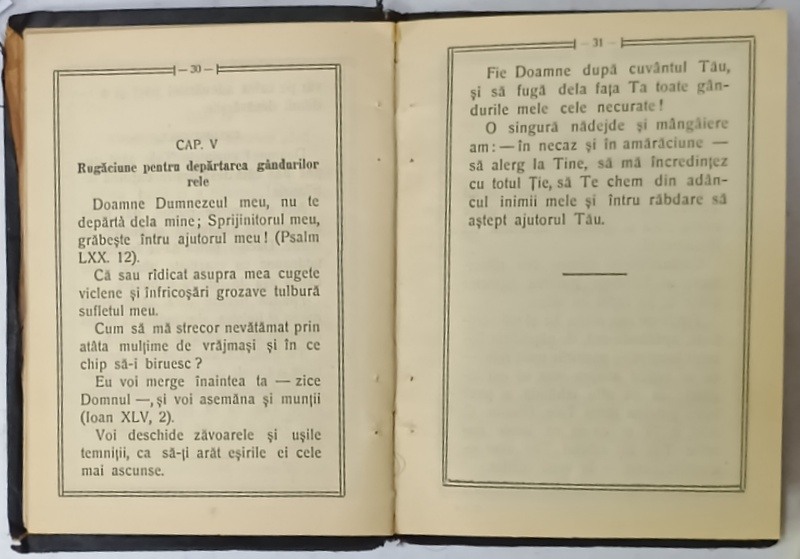 — 30 —
CAP. V
Rugăciune pentru depărtarea gândurilor
rele
Doamne Dumnezeul meu, nu te
depărtà dela mine; Sprijinitorul meu,
grăbește întru ajutorul meu! (Psalm
LXX. 12).
Că sau rîdicat asupra mea cugete
viclene și înfricoșări grozave tulbură
sufletul meu.
Cum să mă strecor nevătămat prin
atâta mulțime de vrăjmași și în ce
chip să-i biruesc?
Eu voi merge înaintea ta — zice
Domnul —, și voi asemăna și munții
(Ioan XLV, 2).
Voi deschide zăvoarele și ușile
temniții, ca să-ți arăt eșirile ei cele
mai ascunse.
— 31 —
Fie Doamne după cuvântul Tău,
și să fugă dela fața Ta toate gân-
durile mele cele necurate!
O singură nădejde și mângâiere
am: — în necaz și în amărăciune —
să alerg la Tine, să mă încredințez
cu totul Ție, să Te chem din adân-
cul inimii mele și întru răbdare să
aștept ajutorul Tău.